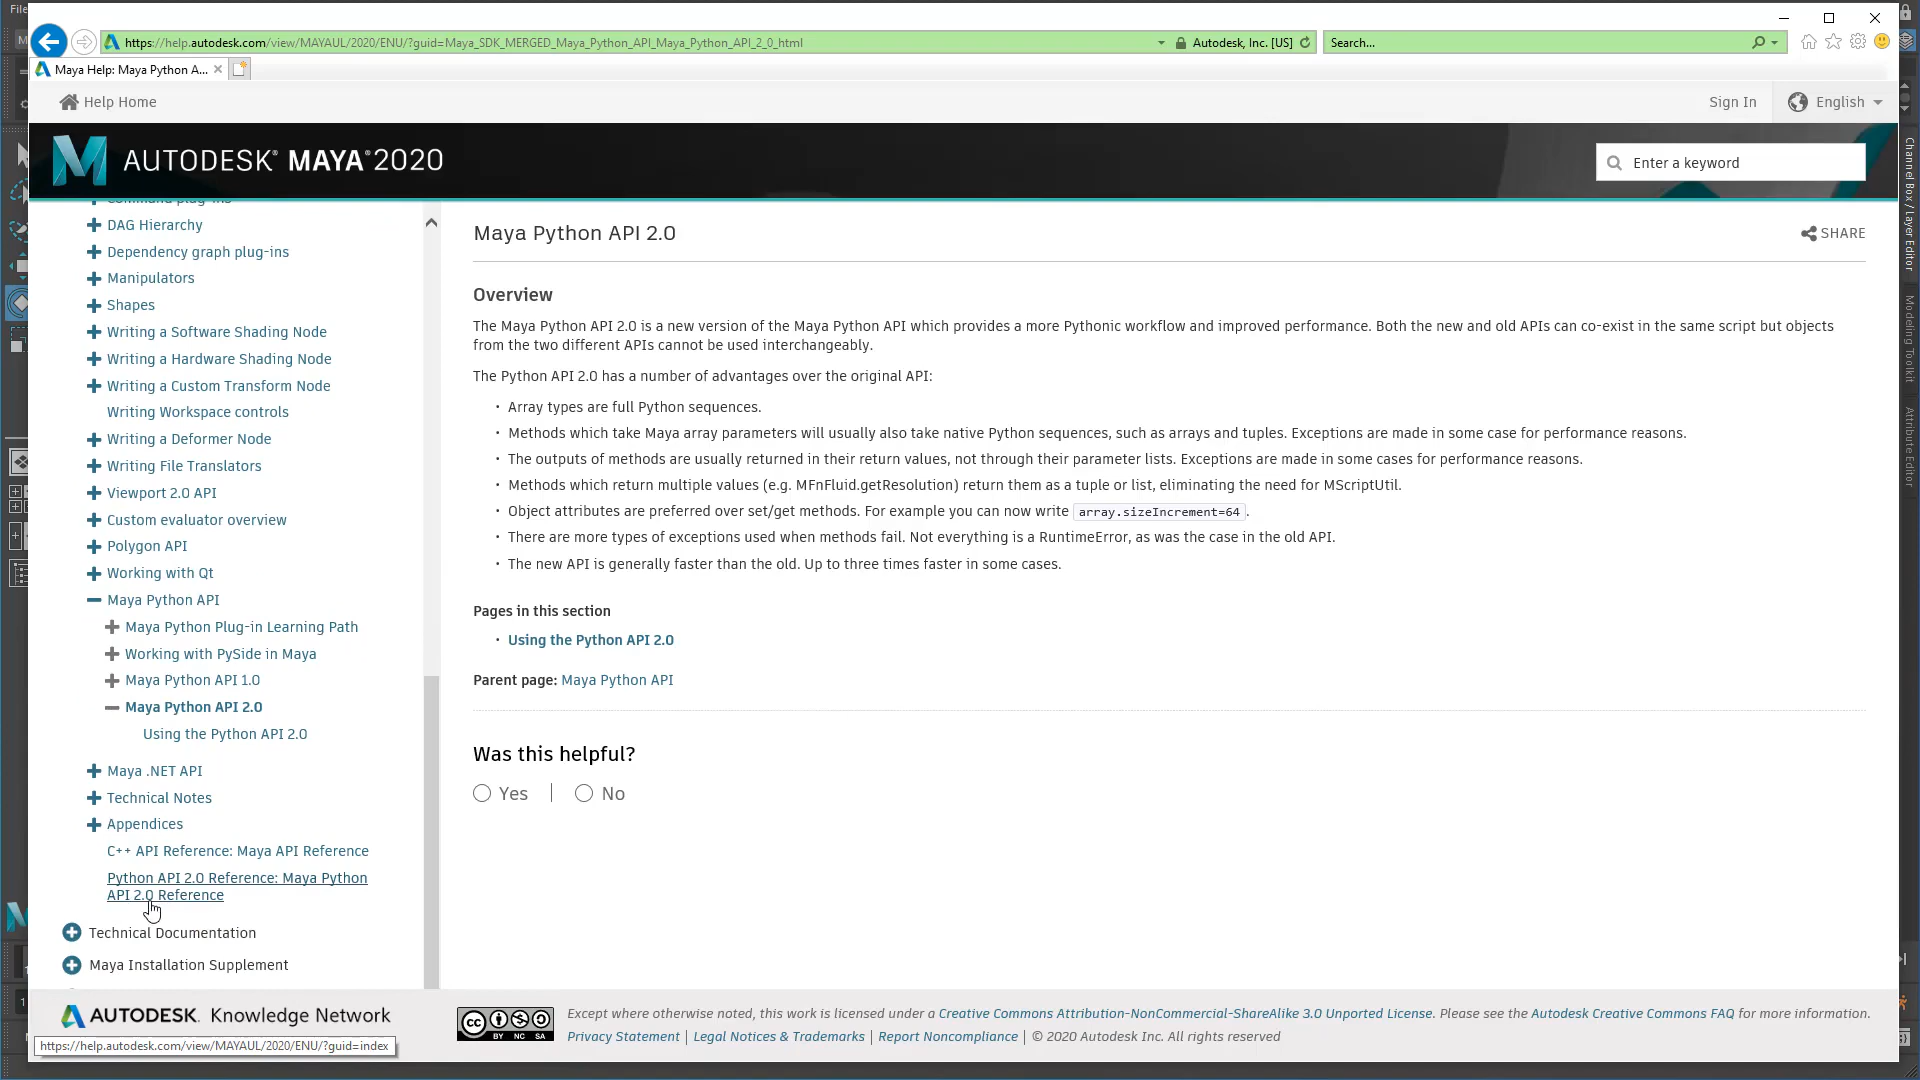 File
https://help.autodesk.com/view/MAYAUL/2020/ENU/?guid=Maya_SDK_MERGED_Maya_Python_API_Maya_Python_API_2_0_html
Autodesk, Inc. [US]
Search...
Maya Help: Maya Python A...
Help Home
Sign In
English
AUTODESK® MAYA® 2020
Enter a keyword
Command plug-ins
DAG Hierarchy
Dependency graph plug-ins
Manipulators
Shapes
Writing a Software Shading Node
Writing a Hardware Shading Node
Writing a Custom Transform Node
Writing Workspace controls
Writing a Deformer Node
Writing File Translators
Viewport 2.0 API
Custom evaluator overview
Polygon API
Working with Qt
Maya Python API
Maya Python Plug-in Learning Path
Working with PySide in Maya
Maya Python API 1.0
Maya Python API 2.0
Using the Python API 2.0
Maya .NET API
Technical Notes
Appendices
C++ API Reference: Maya API Reference
Python API 2.0 Reference: Maya Python
API 2.0 Reference
Technical Documentation
Maya Installation Supplement
Maya Python API 2.0
SHARE
Overview
The Maya Python API 2.0 is a new version of the Maya Python API which provides a more Pythonic workflow and improved performance. Both the new and old APIs can co-exist in the same script but objects
from the two different APIs cannot be used interchangeably.
The Python API 2.0 has a number of advantages over the original API:
• Array types are full Python sequences.
• Methods which take Maya array parameters will usually also take native Python sequences, such as arrays and tuples. Exceptions are made in some case for performance reasons.
• The outputs of methods are usually returned in their return values, not through their parameter lists. Exceptions are made in some cases for performance reasons.
• Methods which return multiple values (e.g. MFnFluid.getResolution) return them as a tuple or list, eliminating the need for MScriptUtil.
• Object attributes are preferred over set/get methods. For example you can now write array.sizeIncrement=64.
• There are more types of exceptions used when methods fail. Not everything is a RuntimeError, as was the case in the old API.
• The new API is generally faster than the old. Up to three times faster in some cases.
Pages in this section
• Using the Python API 2.0
Parent page: Maya Python API
Was this helpful?
Yes | No
AUTODESK. Knowledge Network
https://help.autodesk.com/view/MAYAUL/2020/ENU/?guid=index
CC BY NC SA
Except where otherwise noted, this work is licensed under a Creative Commons Attribution-NonCommercial-ShareAlike 3.0 Unported License. Please see the Autodesk Creative Commons FAQ for more information.
Privacy Statement | Legal Notices & Trademarks | Report Noncompliance | © 2020 Autodesk Inc. All rights reserved
Channel Box / Layer Editor
Modeling Toolkit
Attribute Editor